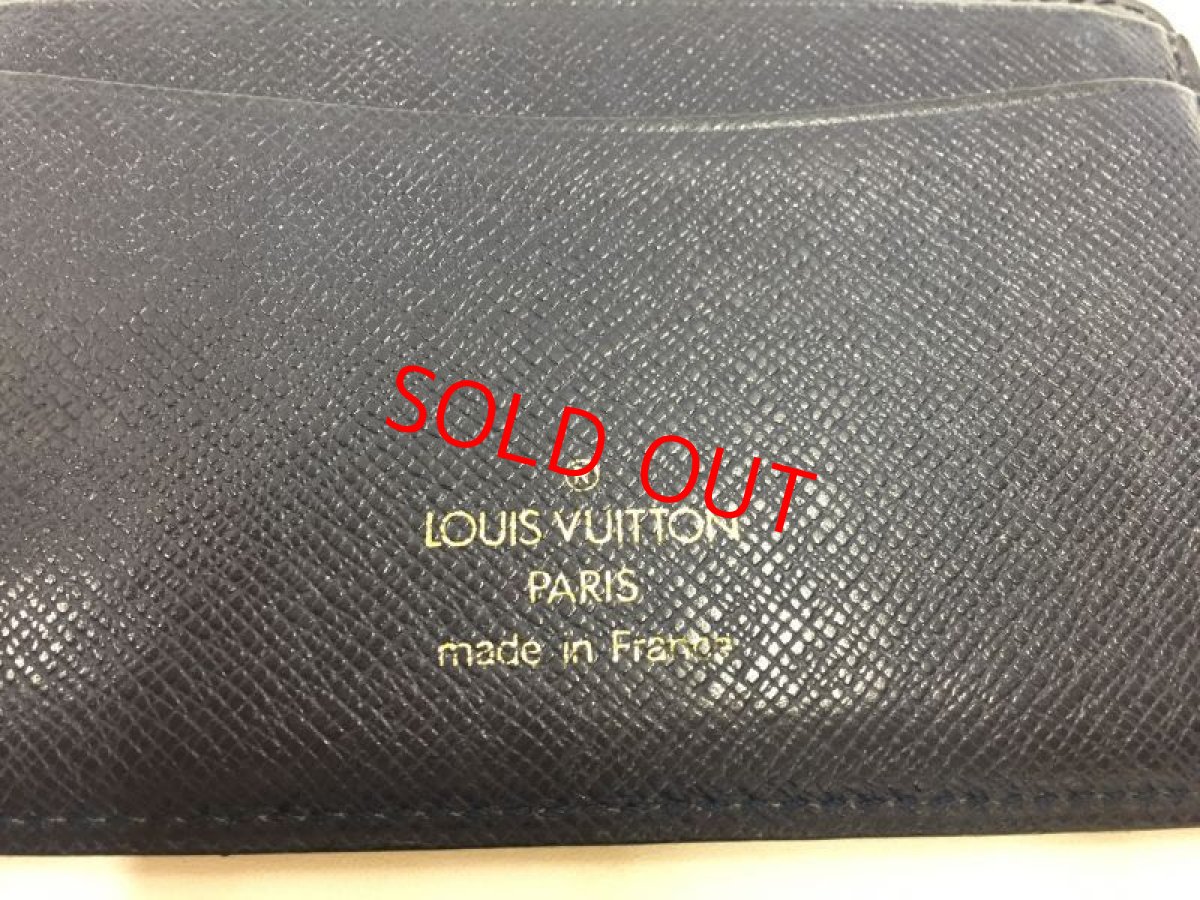 SOLD OUT
®
LOUIS VUITTON
PARIS
made in France